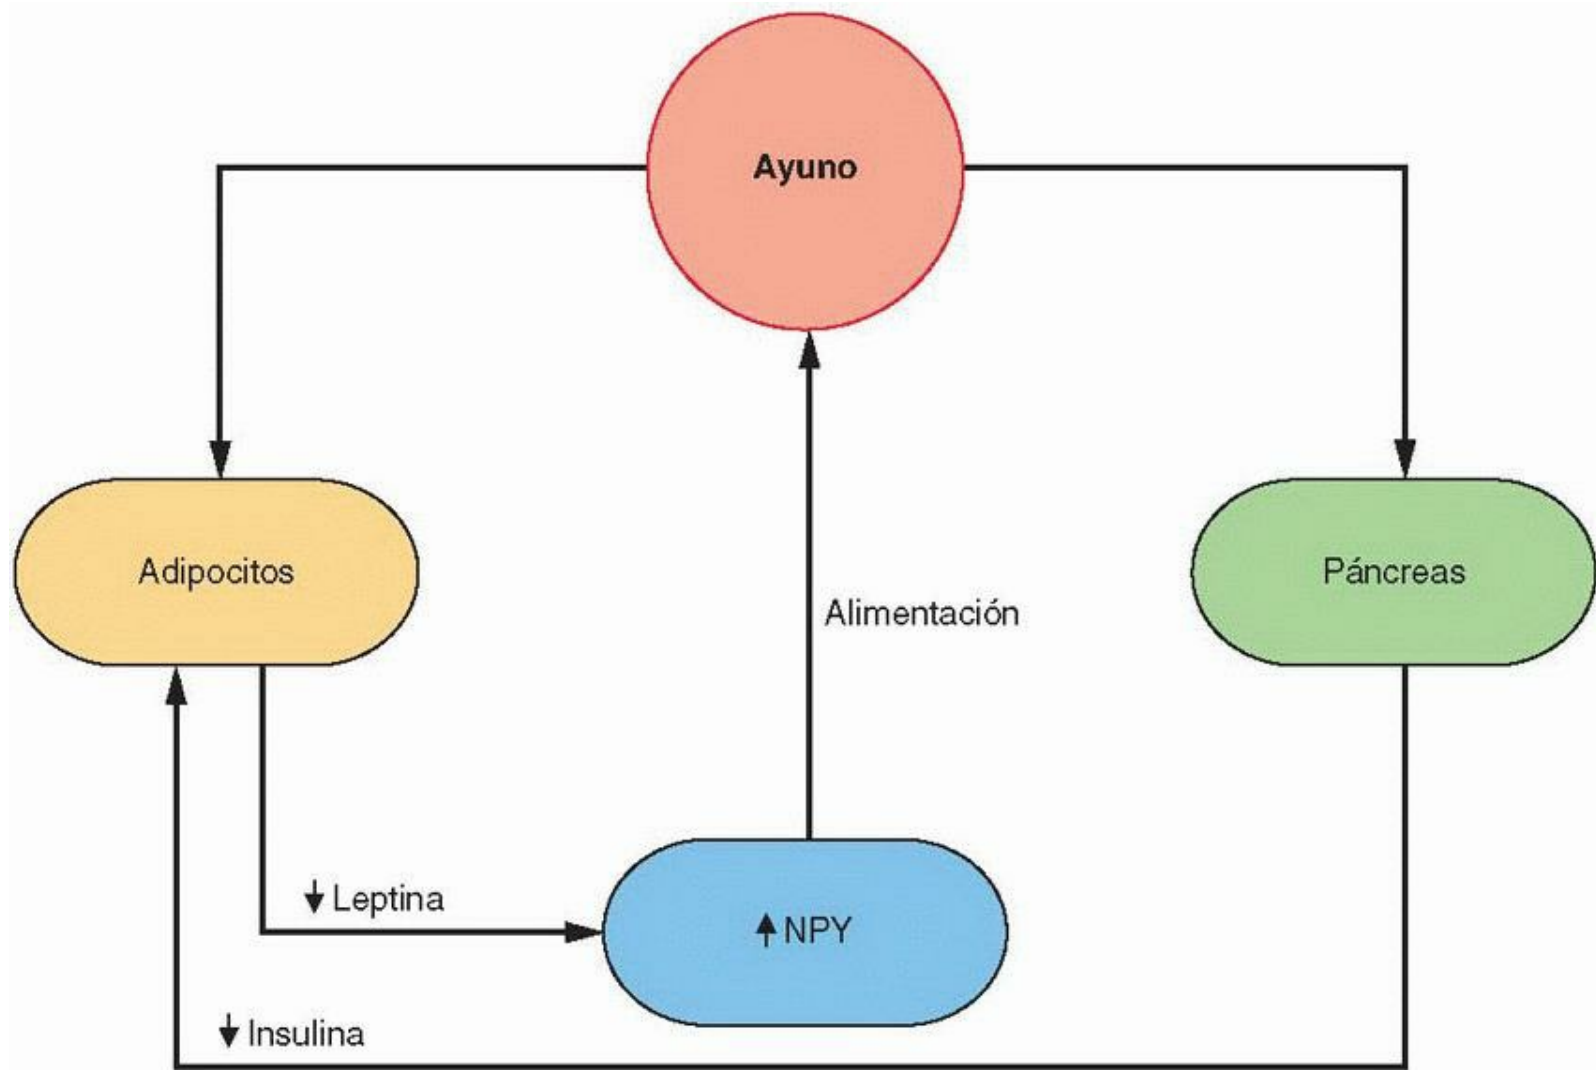 Ayuno
Adipocitos
Páncreas
Alimentación
↓ Leptina
↑ NPY
↓ Insulina